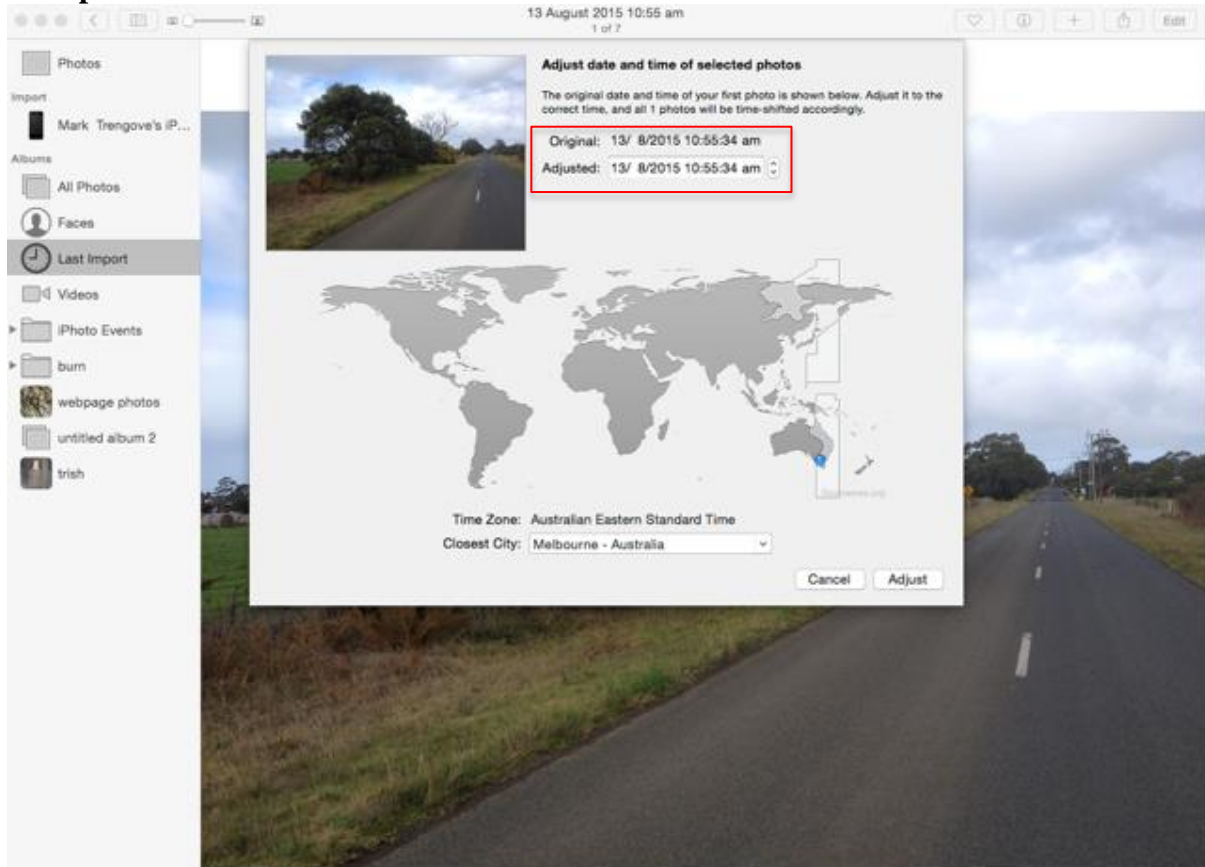 13 August 2015 10:55 am
1 of 7
Edit
Photos
Import
Mark Trengove's iP...
Albums
All Photos
Faces
Last Import
Videos
iPhoto Events
burn
webpage photos
untitled album 2
trish
Adjust date and time of selected photos
The original date and time of your first photo is shown below. Adjust it to the
correct time, and all 1 photos will be time-shifted accordingly.
Original: 13/ 8/2015 10:55:34 am
Adjusted: 13/ 8/2015 10:55:34 am
Time Zone: Australian Eastern Standard Time
Closest City: Melbourne - Australia
Cancel Adjust